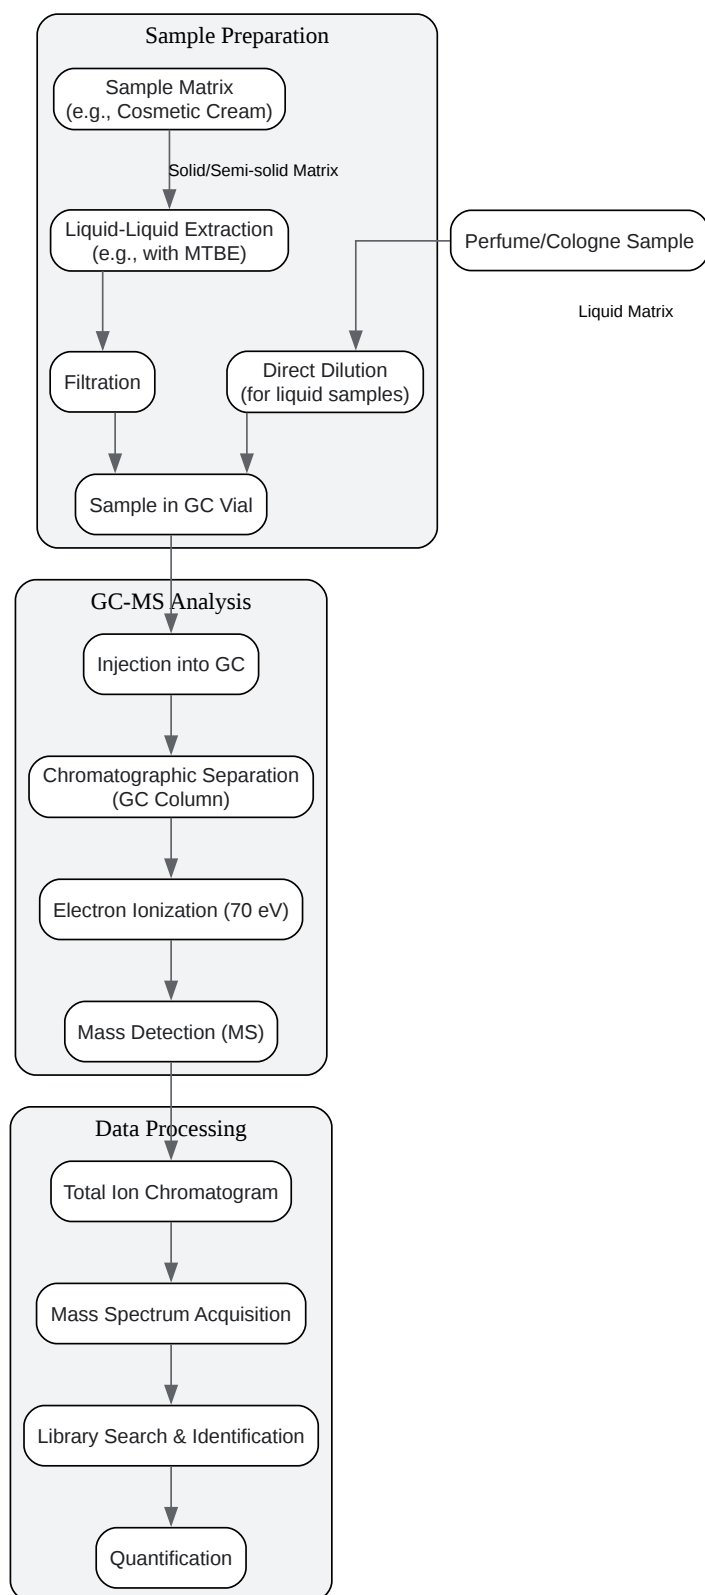 Sample Preparation
Sample Matrix
(e.g., Cosmetic Cream)
Solid/Semi-solid Matrix
Liquid-Liquid Extraction
(e.g., with MTBE)
Perfume/Cologne Sample
Liquid Matrix
Filtration
Direct Dilution
(for liquid samples)
Sample in GC Vial
GC-MS Analysis
Injection into GC
Chromatographic Separation
(GC Column)
Electron Ionization (70 eV)
Mass Detection (MS)
Data Processing
Total Ion Chromatogram
Mass Spectrum Acquisition
Library Search & Identification
Quantification